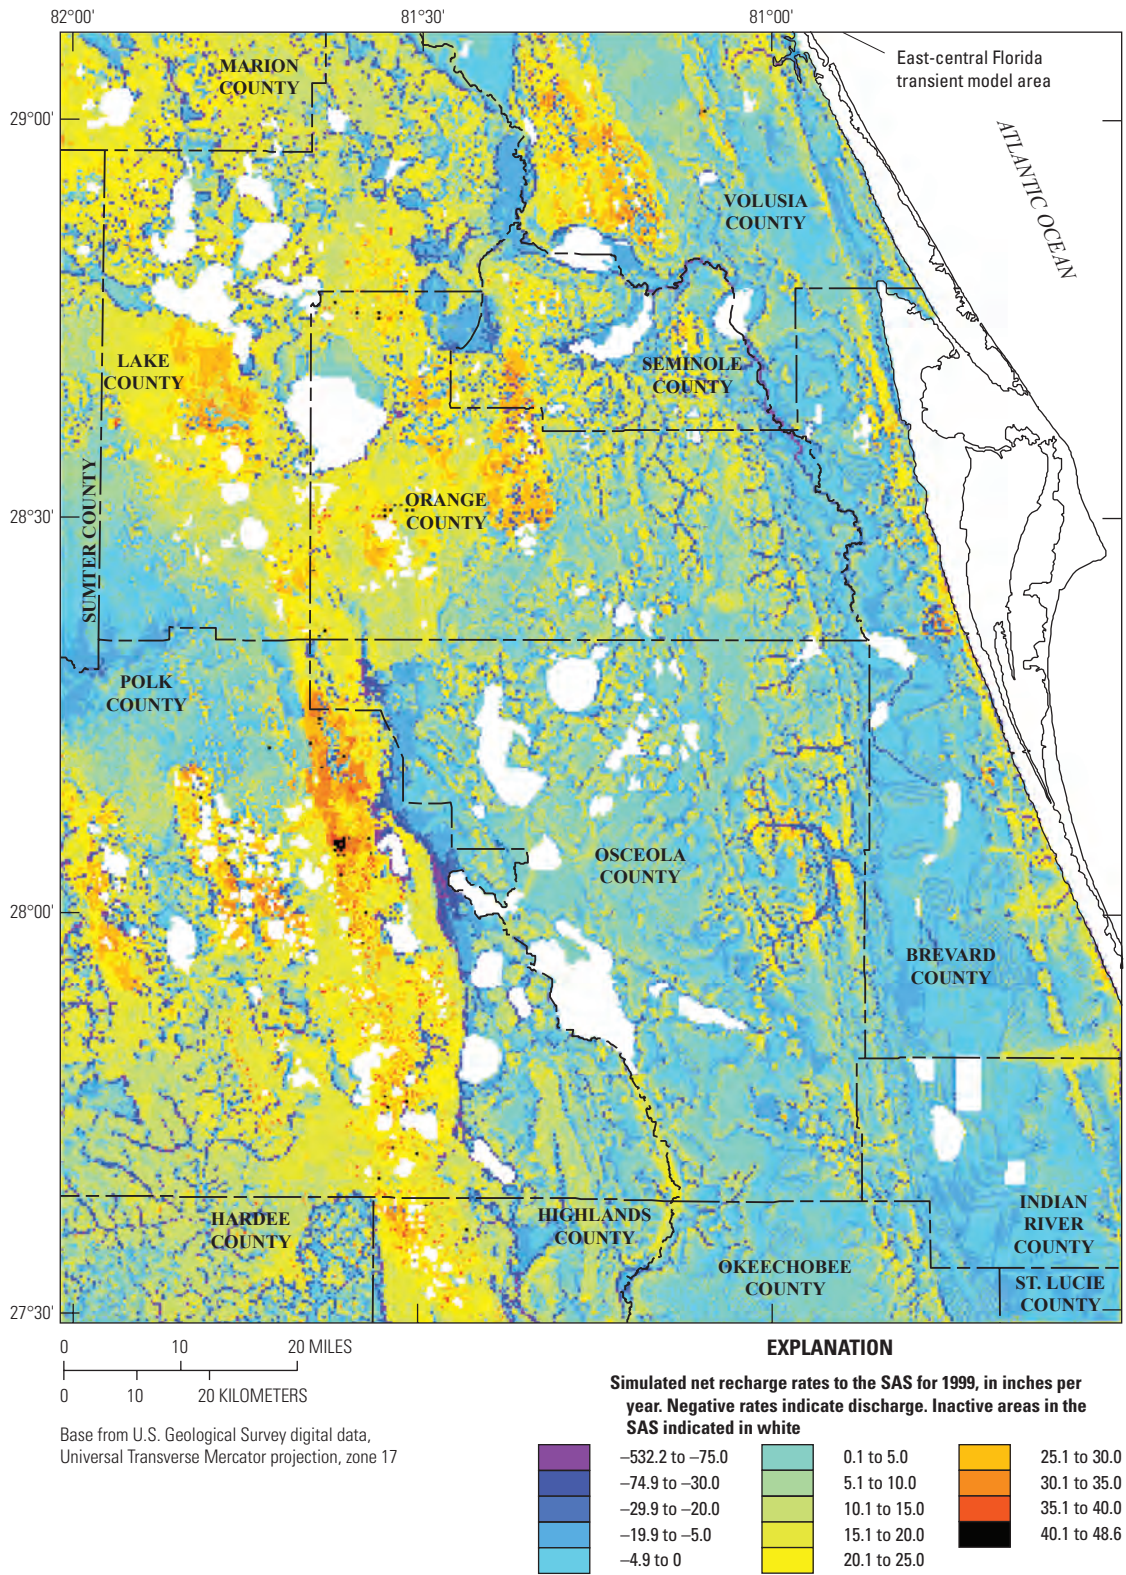 82°00'
81°30'
81°00'
East-central Florida
transient model area
MARION
COUNTY
29°00'
ATLANTIC OCEAN
VOLUSIA
COUNTY
LAKE
COUNTY
SEMINOLE
COUNTY
ORANGE
COUNTY
28°30'
SUMTER COUNTY
POLK
COUNTY
OSCEOLA
COUNTY
28°00'
BREVARD
COUNTY
HARDEE
COUNTY
HIGHLANDS
COUNTY
INDIAN
RIVER
COUNTY
OKEECHOBEE
COUNTY
ST. LUCIE
COUNTY
27°30'
0 10 20 MILES
0 10 20 KILOMETERS
Base from U.S. Geological Survey digital data,
Universal Transverse Mercator projection, zone 17
EXPLANATION
Simulated net recharge rates to the SAS for 1999, in inches per
year. Negative rates indicate discharge. Inactive areas in the
SAS indicated in white
–532.2 to –75.0
–74.9 to –30.0
–29.9 to –20.0
–19.9 to –5.0
–4.9 to 0
0.1 to 5.0
5.1 to 10.0
10.1 to 15.0
15.1 to 20.0
20.1 to 25.0
25.1 to 30.0
30.1 to 35.0
35.1 to 40.0
40.1 to 48.6